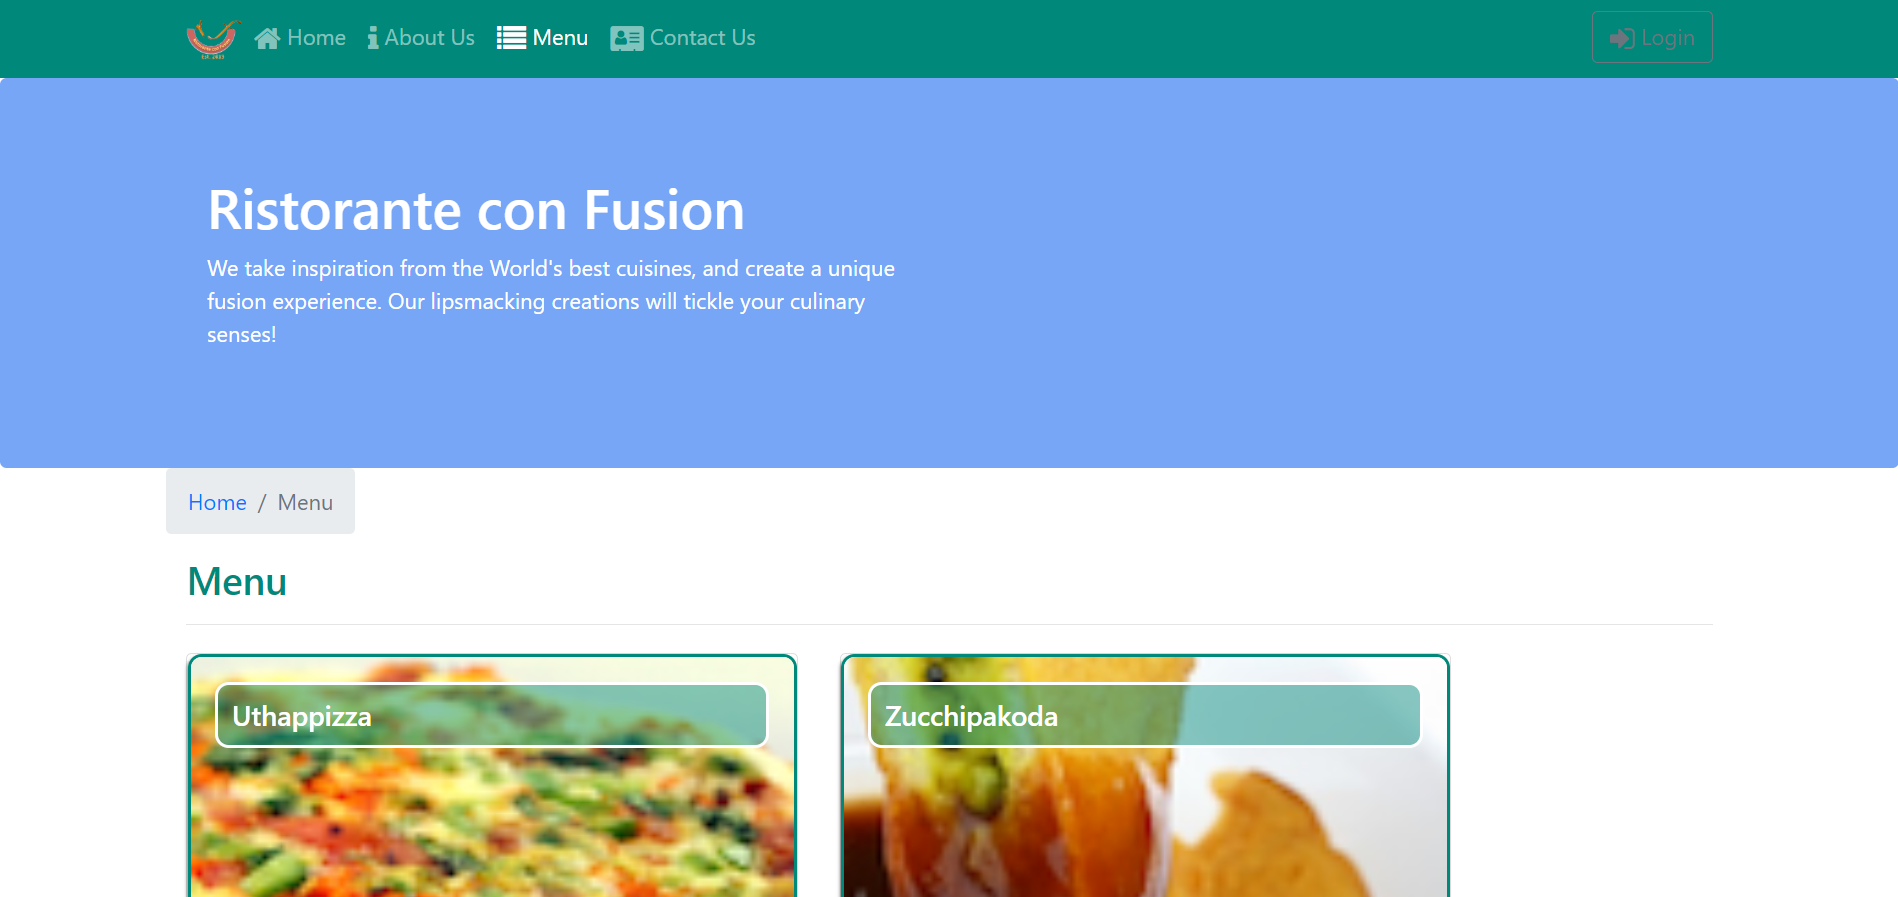 Home About Us Menu Contact Us Login
Ristorante con Fusion
We take inspiration from the World's best cuisines, and create a unique
fusion experience. Our lipsmacking creations will tickle your culinary
senses!
Home / Menu
Menu
Uthappizza
Zucchipakoda